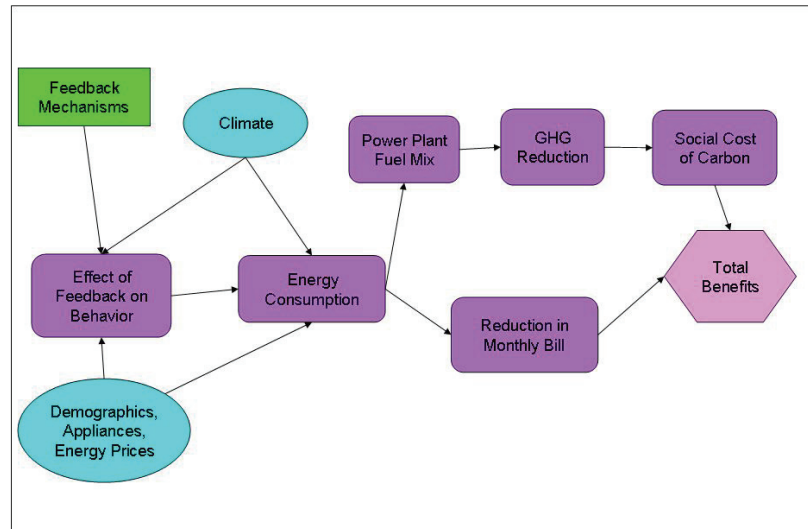 Feedback
Mechanisms
Climate
Power Plant
Fuel Mix
GHG
Reduction
Social Cost
of Carbon
Effect of
Feedback on
Behavior
Energy
Consumption
Total
Benefits
Reduction in
Monthly Bill
Demographics,
Appliances,
Energy Prices